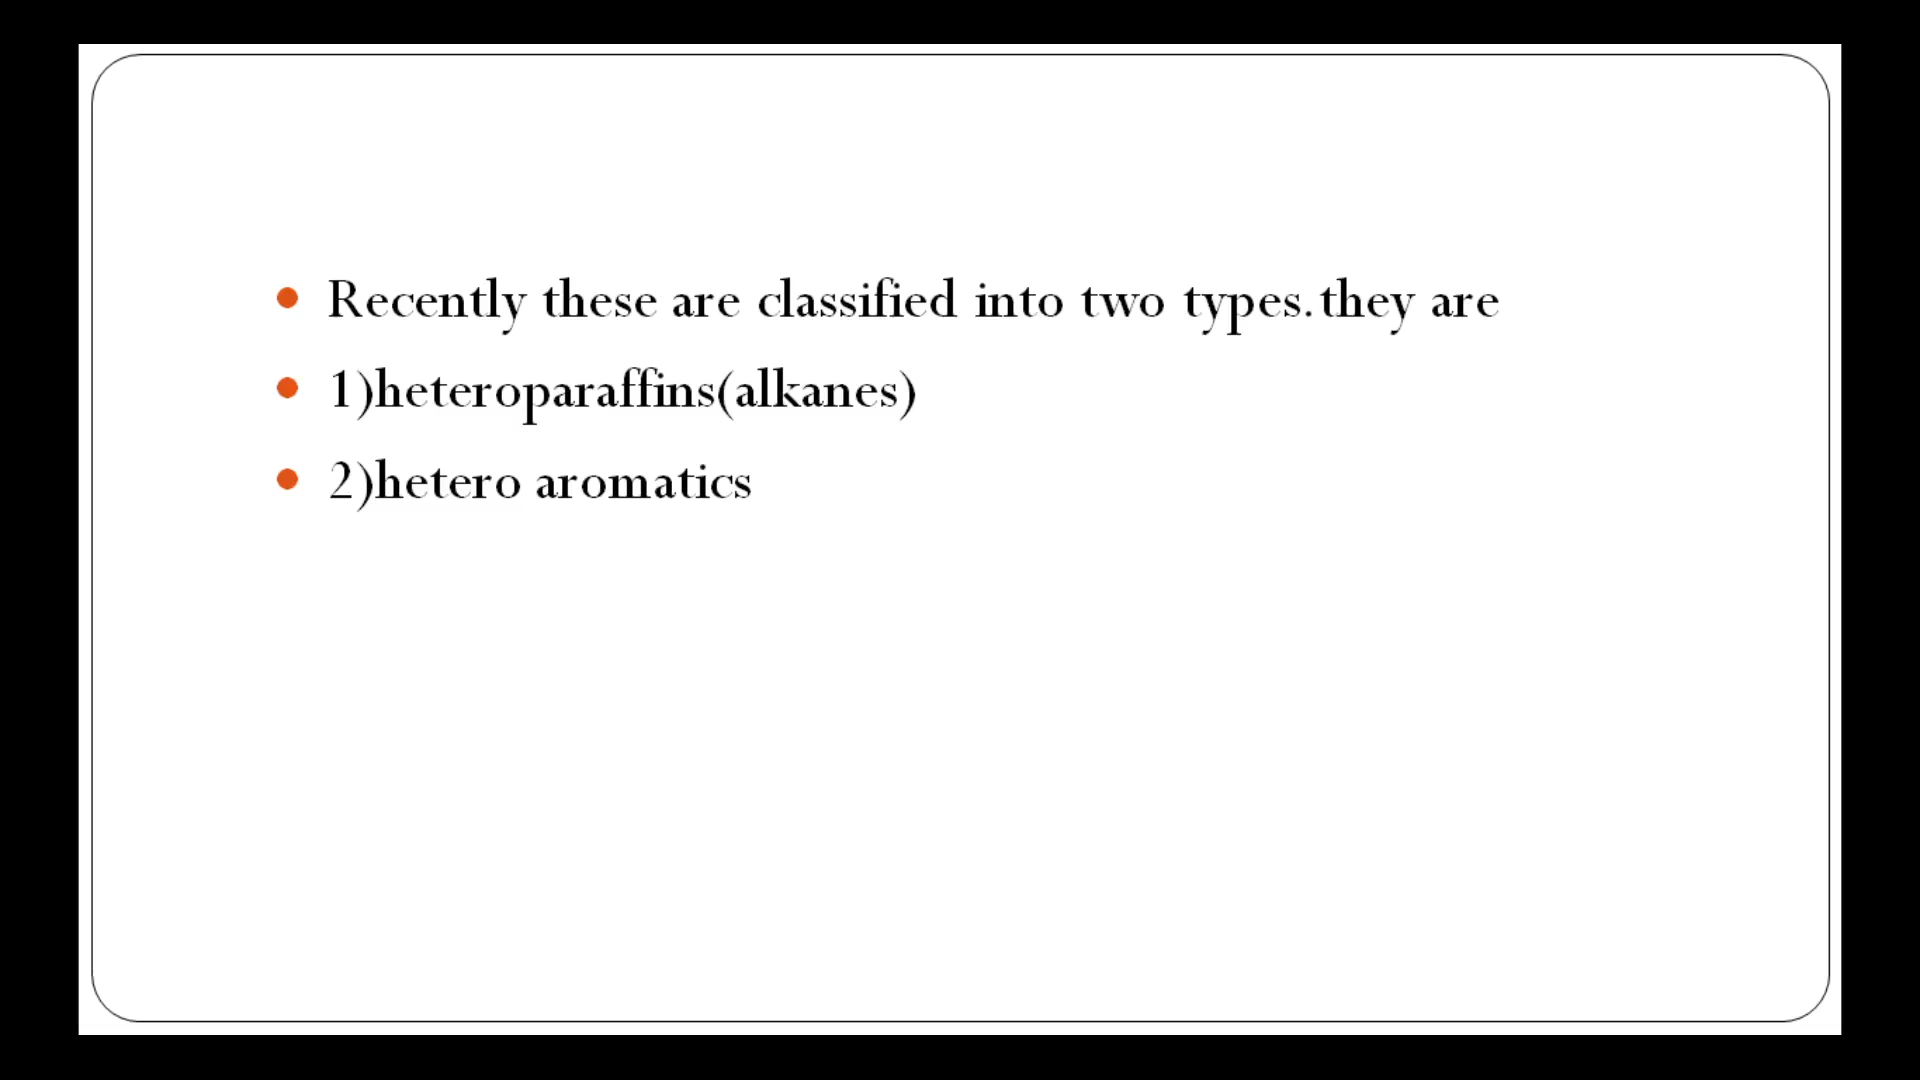 Recently these are classified into two types.they are
1)heteroparaffins(alkanes)
2)hetero aromatics